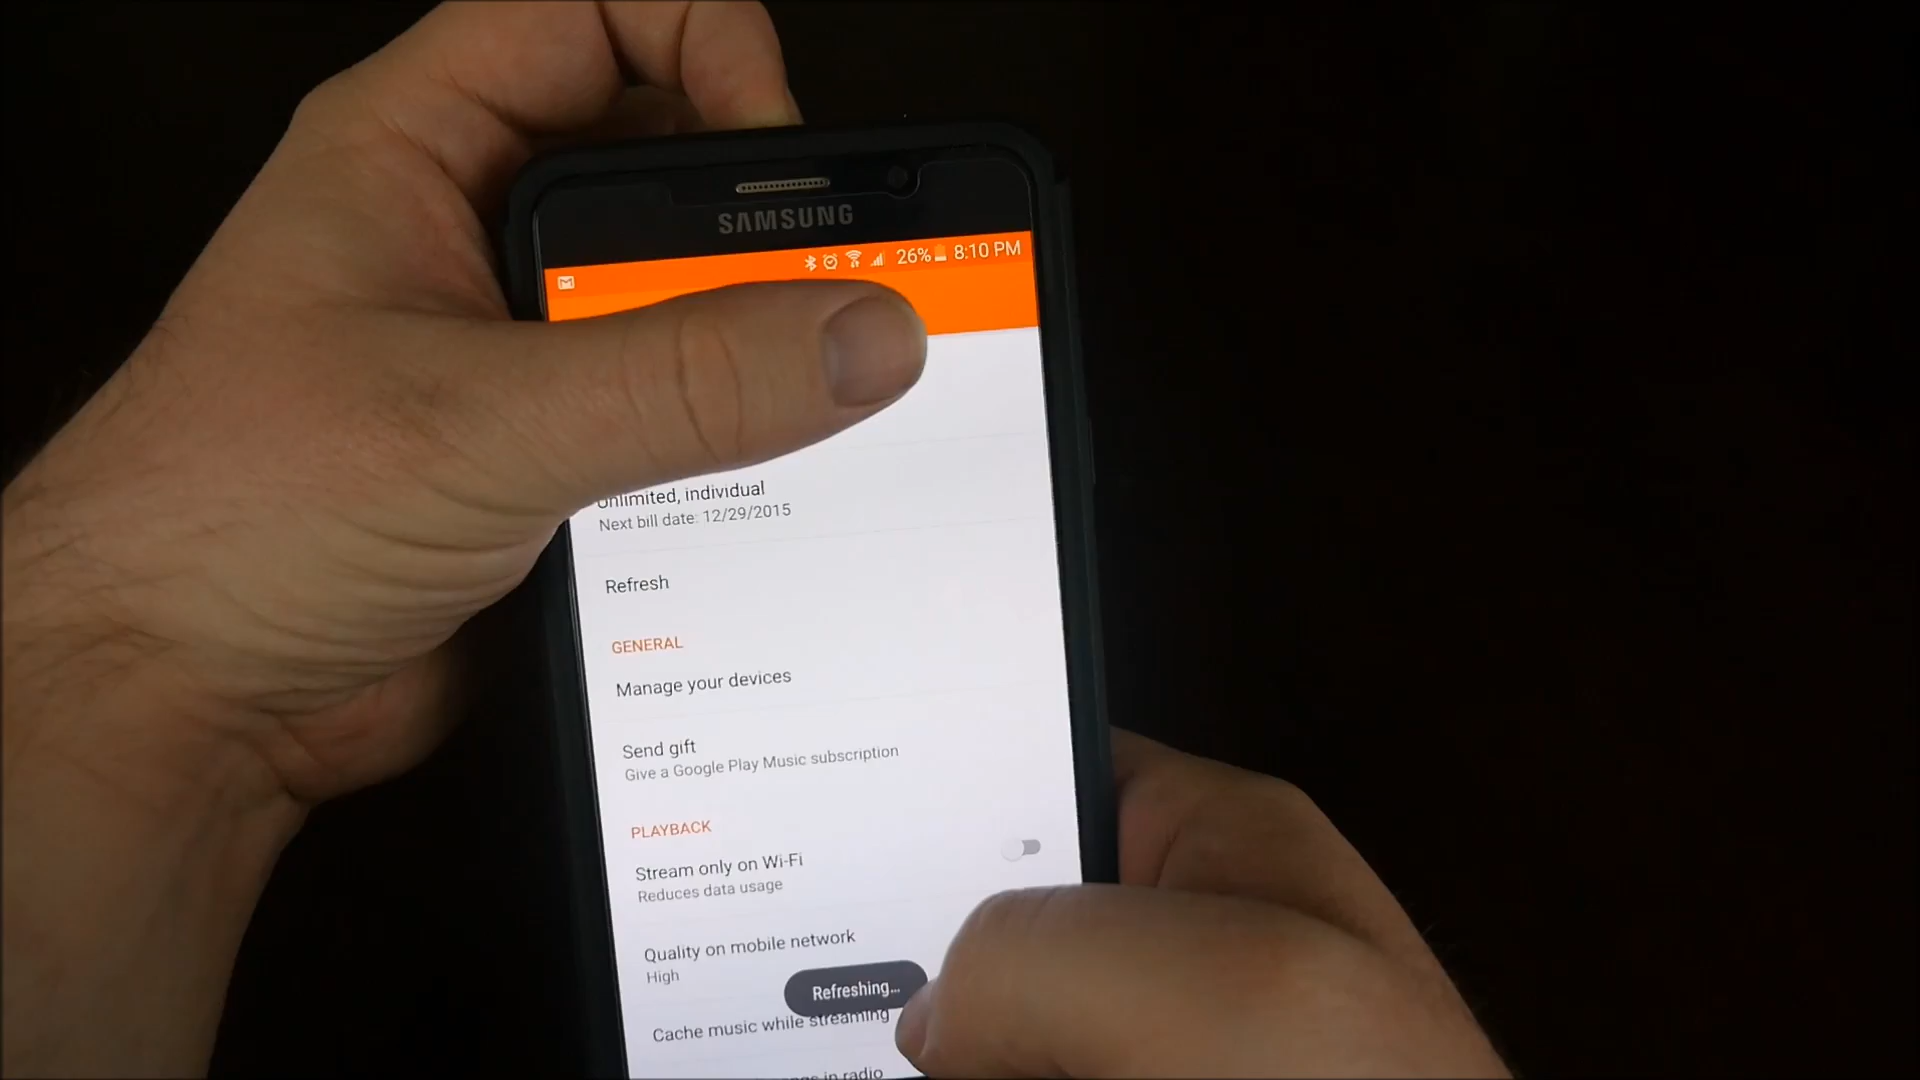 SAMSUNG
26% 8:10 PM
Unlimited, individual
Next bill date: 12/29/2015
Refresh
GENERAL
Manage your devices
Send gift
Give a Google Play Music subscription
PLAYBACK
Stream only on Wi-Fi
Reduces data usage
Quality on mobile network
High
Refreshing...
Cache music while streaming
in radio